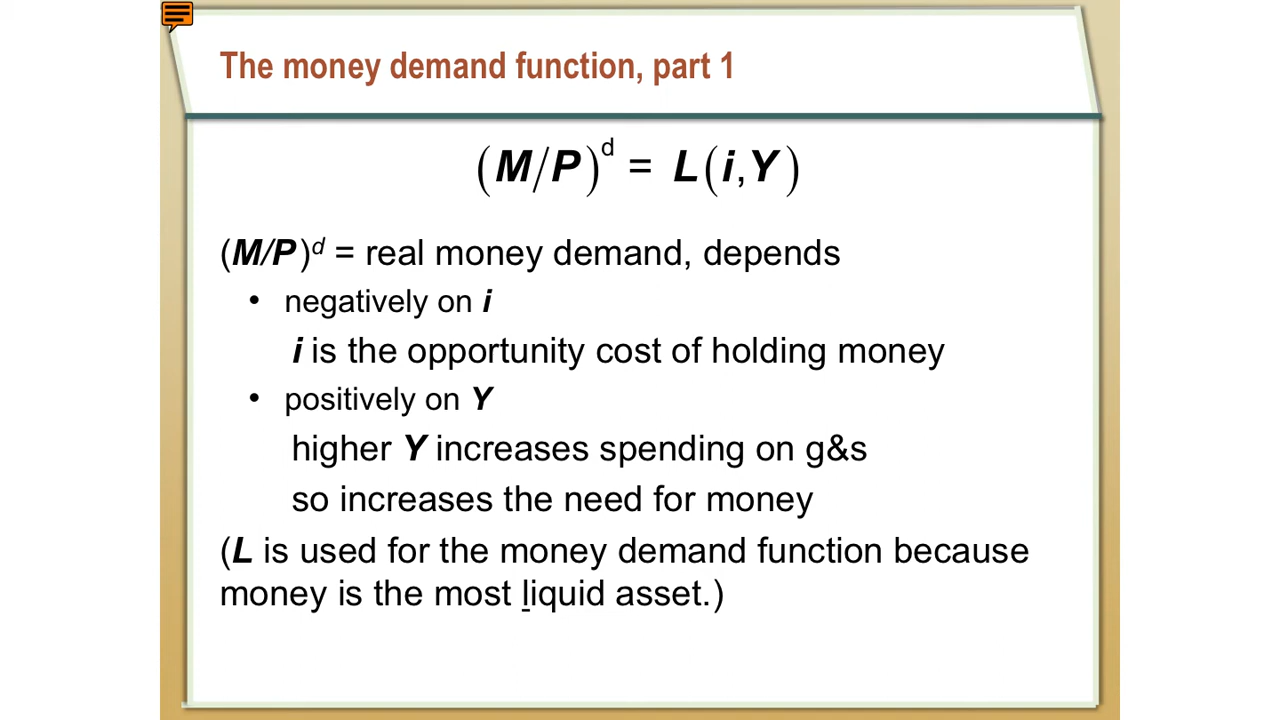 The money demand function, part 1
(M/P)^d = L(i,Y)
(M/P)^d = real money demand, depends
• negatively on i
i is the opportunity cost of holding money
• positively on Y
higher Y increases spending on g&s
so increases the need for money
(L is used for the money demand function because
money is the most liquid asset.)